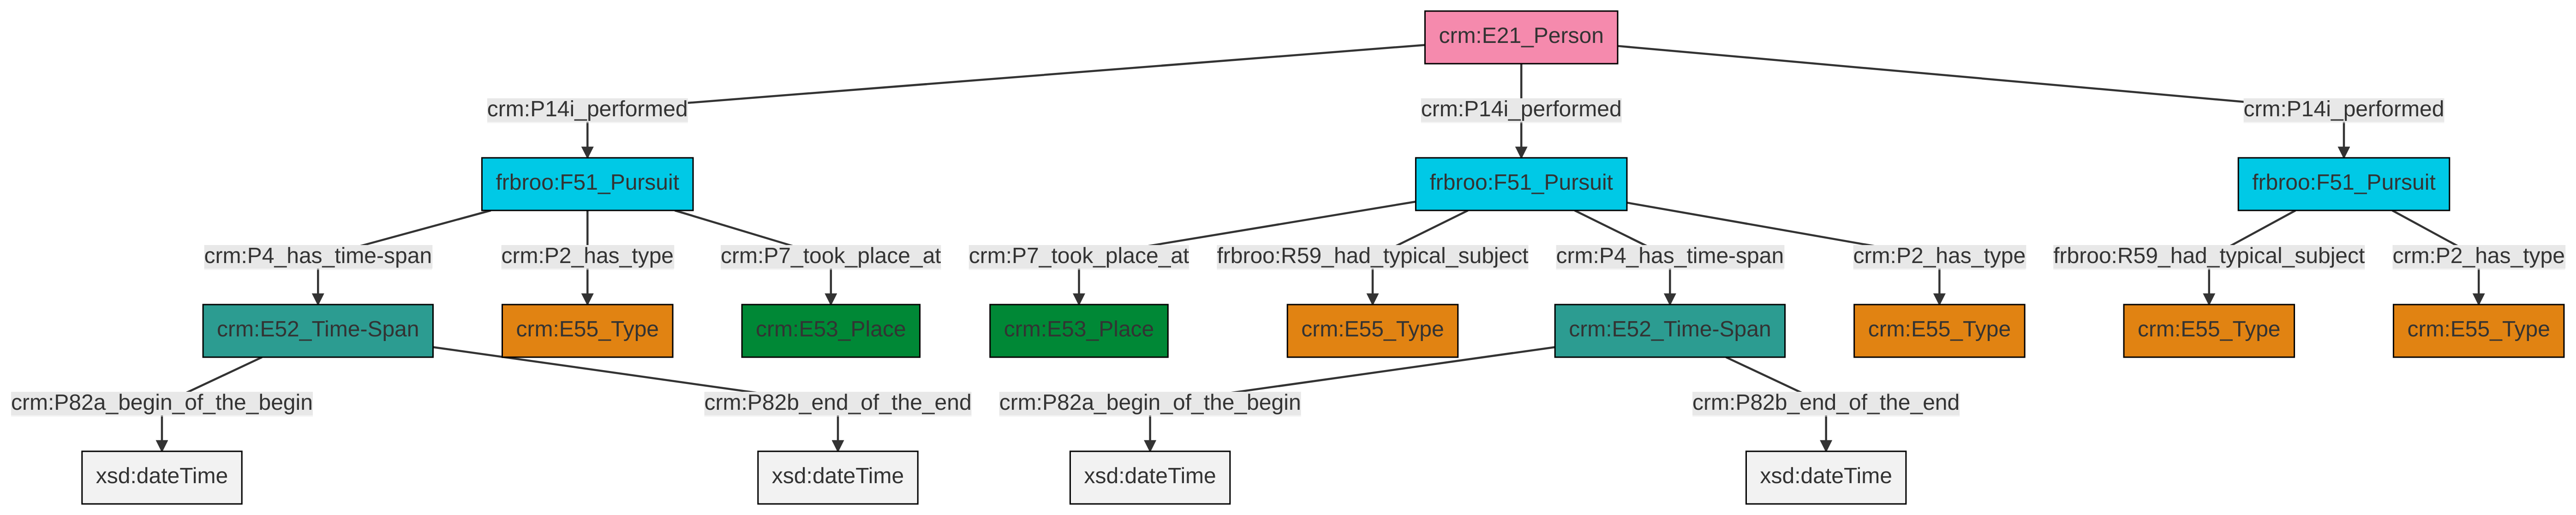 crm:E21_Person
crm:P14i_performed
crm:P14i_performed
crm:P14i_performed
frbroo:F51_Pursuit
frbroo:F51_Pursuit
frbroo:F51_Pursuit
crm:P4_has_time-span
crm:P2_has_type
crm:P7_took_place_at
crm:P7_took_place_at
frbroo:R59_had_typical_subject
crm:P4_has_time-span
crm:P2_has_type
frbroo:R59_had_typical_subject
crm:P2_has_type
crm:E52_Time-Span
crm:E55_Type
crm:E53_Place
crm:E53_Place
crm:E55_Type
crm:E52_Time-Span
crm:E55_Type
crm:E55_Type
crm:E55_Type
crm:P82a_begin_of_the_begin
crm:P82b_end_of_the_end
crm:P82a_begin_of_the_begin
crm:P82b_end_of_the_end
xsd:dateTime
xsd:dateTime
xsd:dateTime
xsd:dateTime